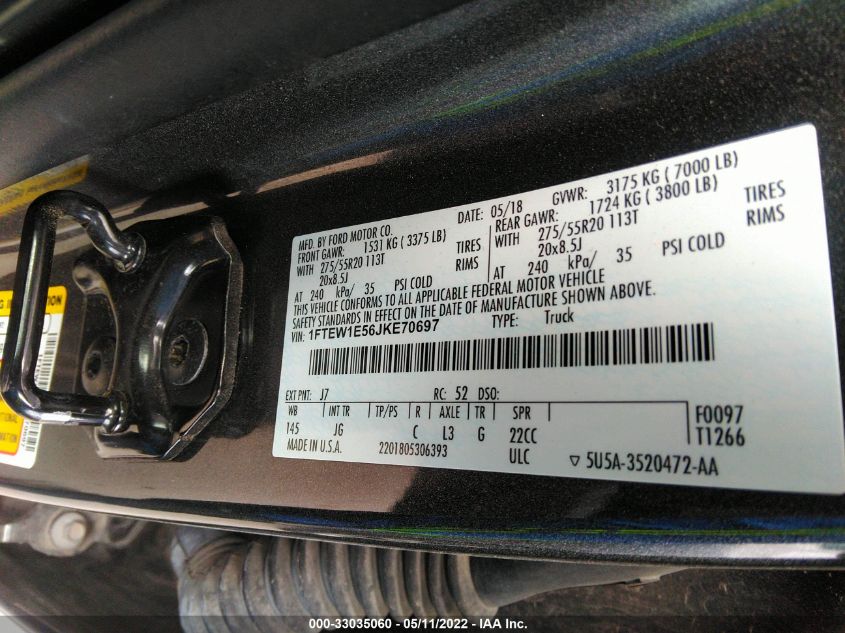 MFD. BY FORD MOTOR CO.
DATE: 05/18 GVWR: 3175 KG ( 7000 LB)
FRONT GAWR: 1531 KG ( 3375 LB)
REAR GAWR: 1724 KG ( 3800 LB)
WITH 275/55R20 113T TIRES
WITH 275/55R20 113T TIRES
20x8.5J RIMS
20x8.5J RIMS
AT 240 kPa/ 35 PSI COLD
AT 240 kPa/ 35 PSI COLD
THIS VEHICLE CONFORMS TO ALL APPLICABLE FEDERAL MOTOR VEHICLE
SAFETY STANDARDS IN EFFECT ON THE DATE OF MANUFACTURE SHOWN ABOVE.
VIN: 1FTEW1E56JKE70697 TYPE: Truck
EXT PNT: J7 RC: 52 DSO:
WB INT TR TP/PS R AXLE TR SPR
F0097
145 JG C L3 G 22CC
T1266
MADE IN U.S.A. 2201805306393 ULC
▽ 5U5A-3520472-AA
000-33035060 - 05/11/2022 - IAA Inc.